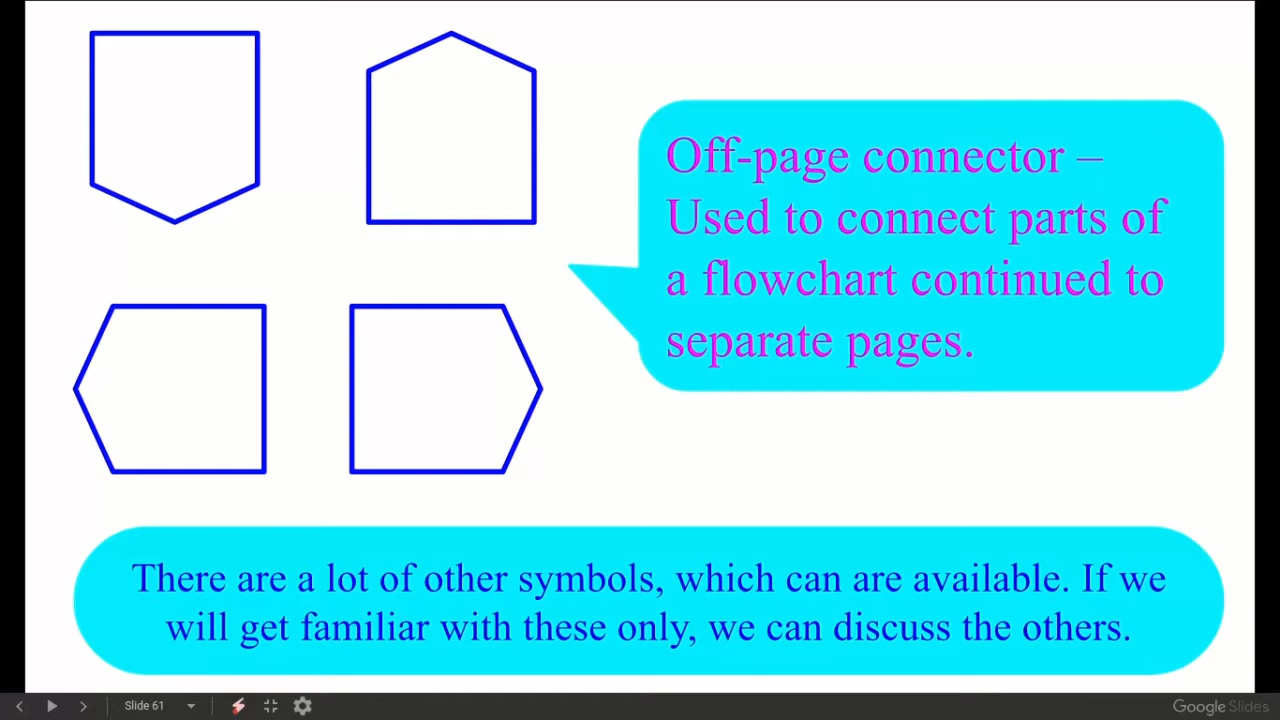 Off-page connector –
Used to connect parts of
a flowchart continued to
separate pages.
There are a lot of other symbols, which can are available. If we
will get familiar with these only, we can discuss the others.
Slide 61
Google Slides